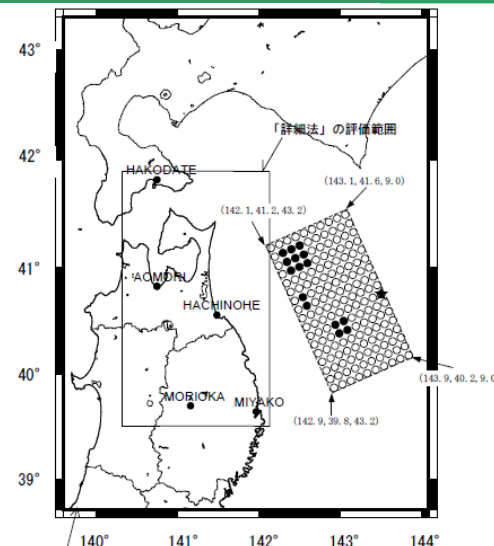 43°
「詳細法」の評価範囲
42°
HAKODATE
(143.1, 41.6, 9.0)
(142.1, 41.2, 43.2)
41°
AOMORI
HACHINOHE
40°
(143.9, 40.2, 9.0)
MORIOKA
MIYAKO
(142.9, 39.8, 43.2)
39°
140° 141° 142° 143° 144°